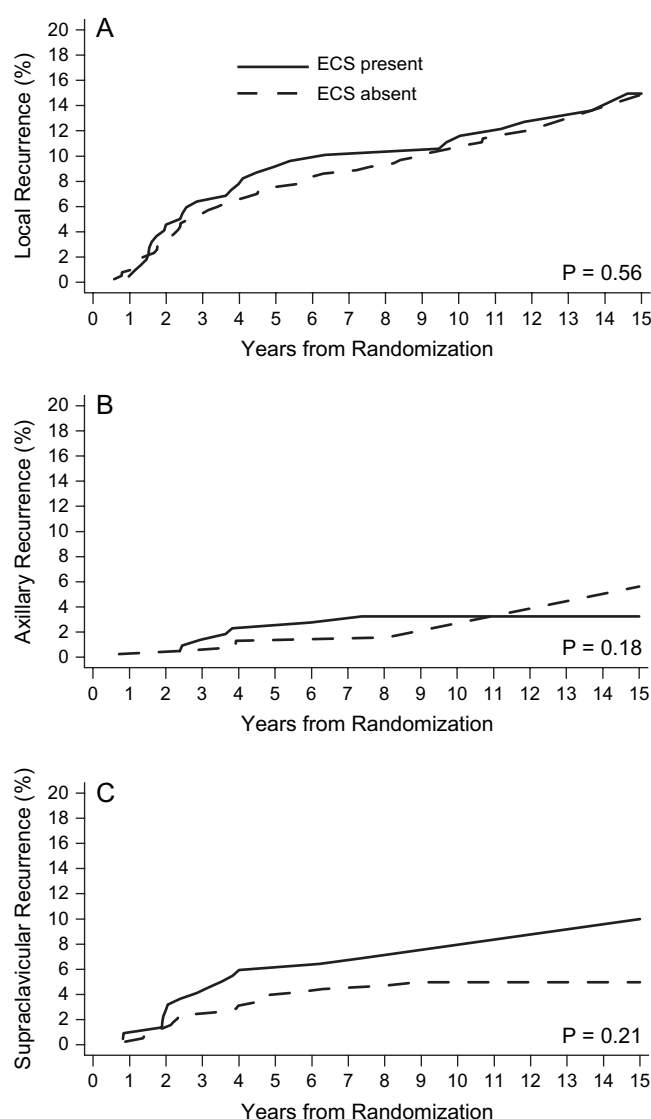 A
ECS present
ECS absent
Local Recurrence (%)
20
18
16
14
12
10
8
6
4
2
0
P = 0.56
0 1 2 3 4 5 6 7 8 9 10 11 12 13 14 15
Years from Randomization
B
Axillary Recurrence (%)
20
18
16
14
12
10
8
6
4
2
0
P = 0.18
0 1 2 3 4 5 6 7 8 9 10 11 12 13 14 15
Years from Randomization
C
Supraclavicular Recurrence (%)
20
18
16
14
12
10
8
6
4
2
0
P = 0.21
0 1 2 3 4 5 6 7 8 9 10 11 12 13 14 15
Years from Randomization